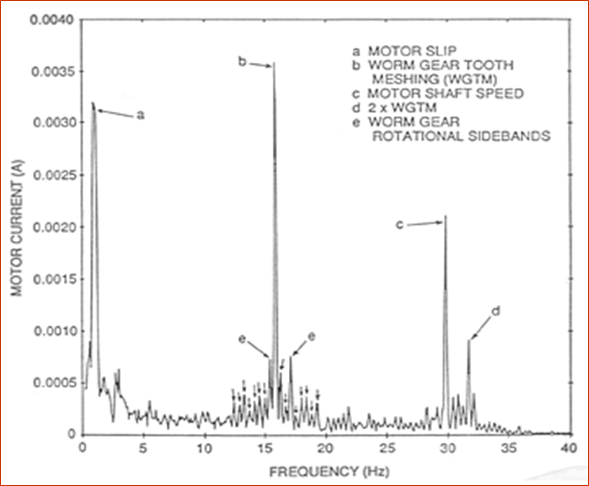 0.0040
0.0035
0.0030
0.0025
0.0020
0.0015
0.0010
0.0005
0
MOTOR CURRENT (A)
a MOTOR SLIP
b WORM GEAR TOOTH
MESHING (WGTM)
c MOTOR SHAFT SPEED
d 2 x WGTM
e WORM GEAR
ROTATIONAL SIDEBANDS
a
b
c
d
e
e
0 5 10 15 20 25 30 35 40
FREQUENCY (Hz)